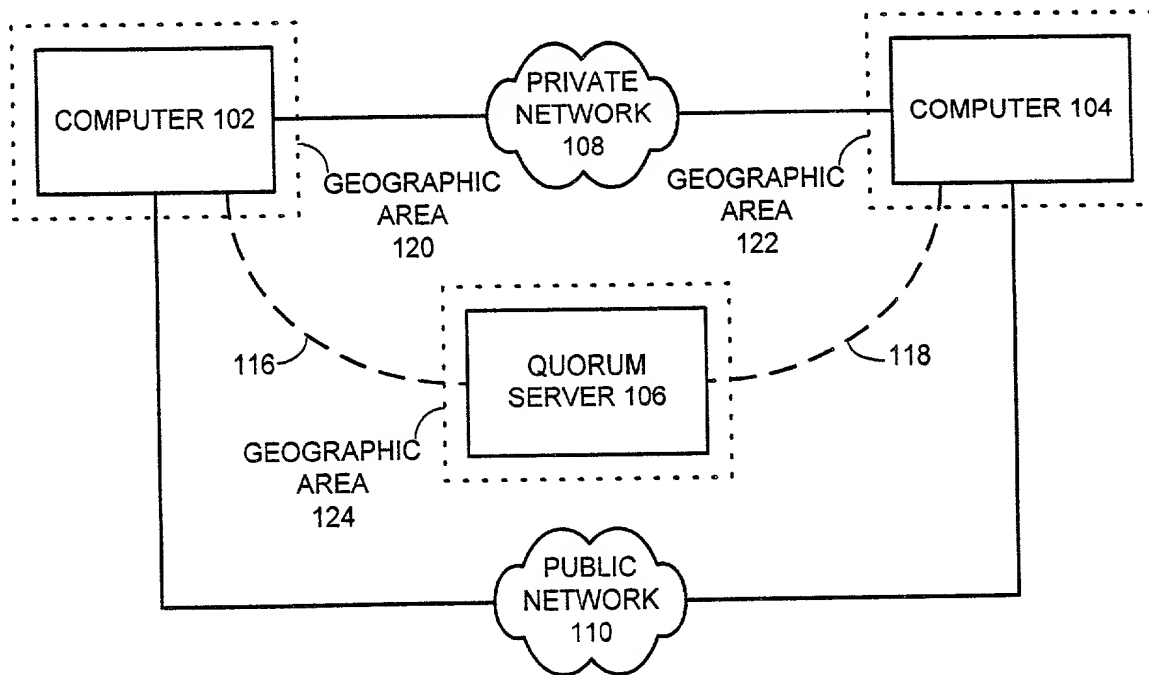 COMPUTER 102
PRIVATE
NETWORK
108
COMPUTER 104
GEOGRAPHIC
AREA
120
GEOGRAPHIC
AREA
122
116
QUORUM
SERVER 106
118
GEOGRAPHIC
AREA
124
PUBLIC
NETWORK
110